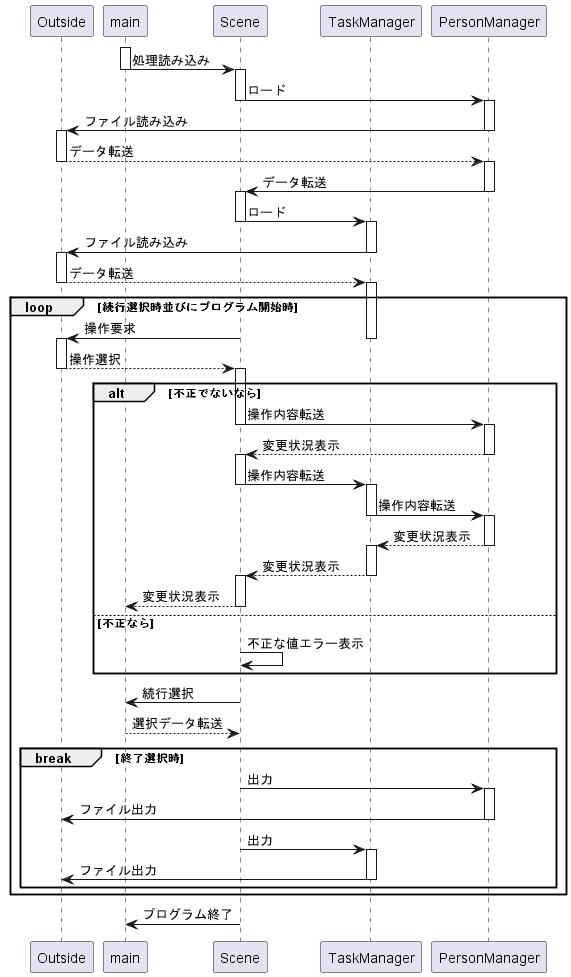 Outside main Scene TaskManager PersonManager
処理読み込み
ロード
ファイル読み込み
データ転送
データ転送
ロード
ファイル読み込み
データ転送
loop [続行選択時並びにプログラム開始時]
操作要求
操作選択
alt [不正でないなら]
操作内容転送
変更状況表示
操作内容転送
操作内容転送
変更状況表示
変更状況表示
変更状況表示
[不正なら]
不正な値エラー表示
続行選択
選択データ転送
break [終了選択時]
出力
ファイル出力
出力
ファイル出力
プログラム終了
Outside main Scene TaskManager PersonManager